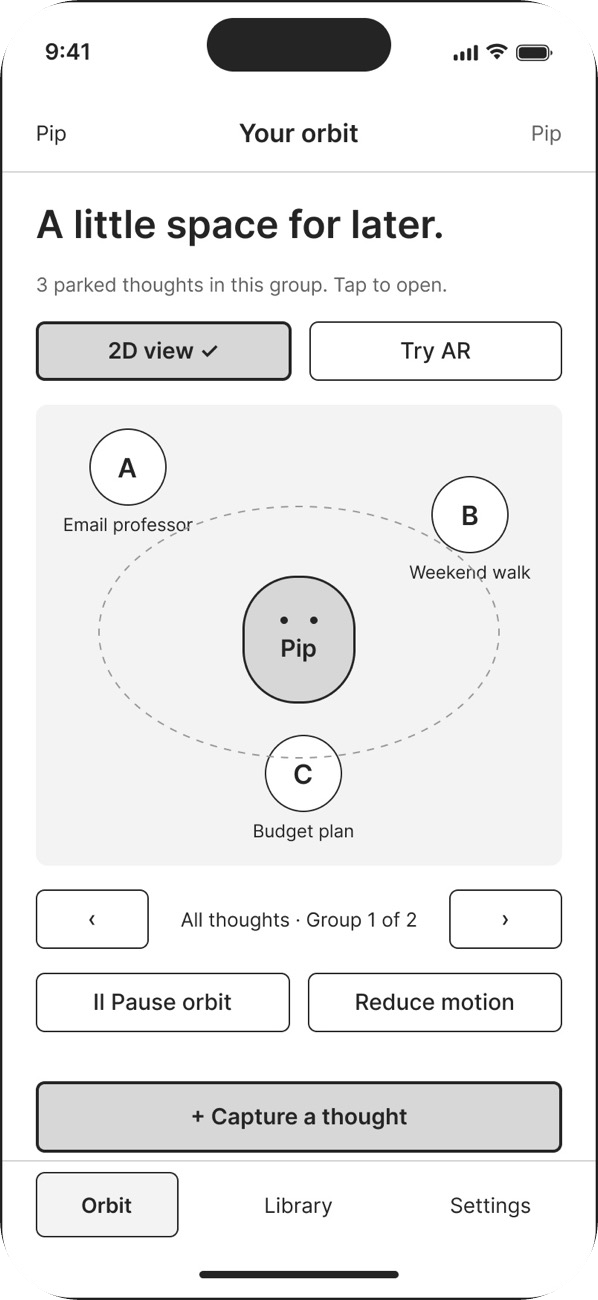 9:41
Pip Your orbit Pip
A little space for later.
3 parked thoughts in this group. Tap to open.
2D view ✓ Try AR
A
Email professor
B
Weekend walk
Pip
C
Budget plan
‹ All thoughts · Group 1 of 2 ›
II Pause orbit Reduce motion
+ Capture a thought
Orbit Library Settings